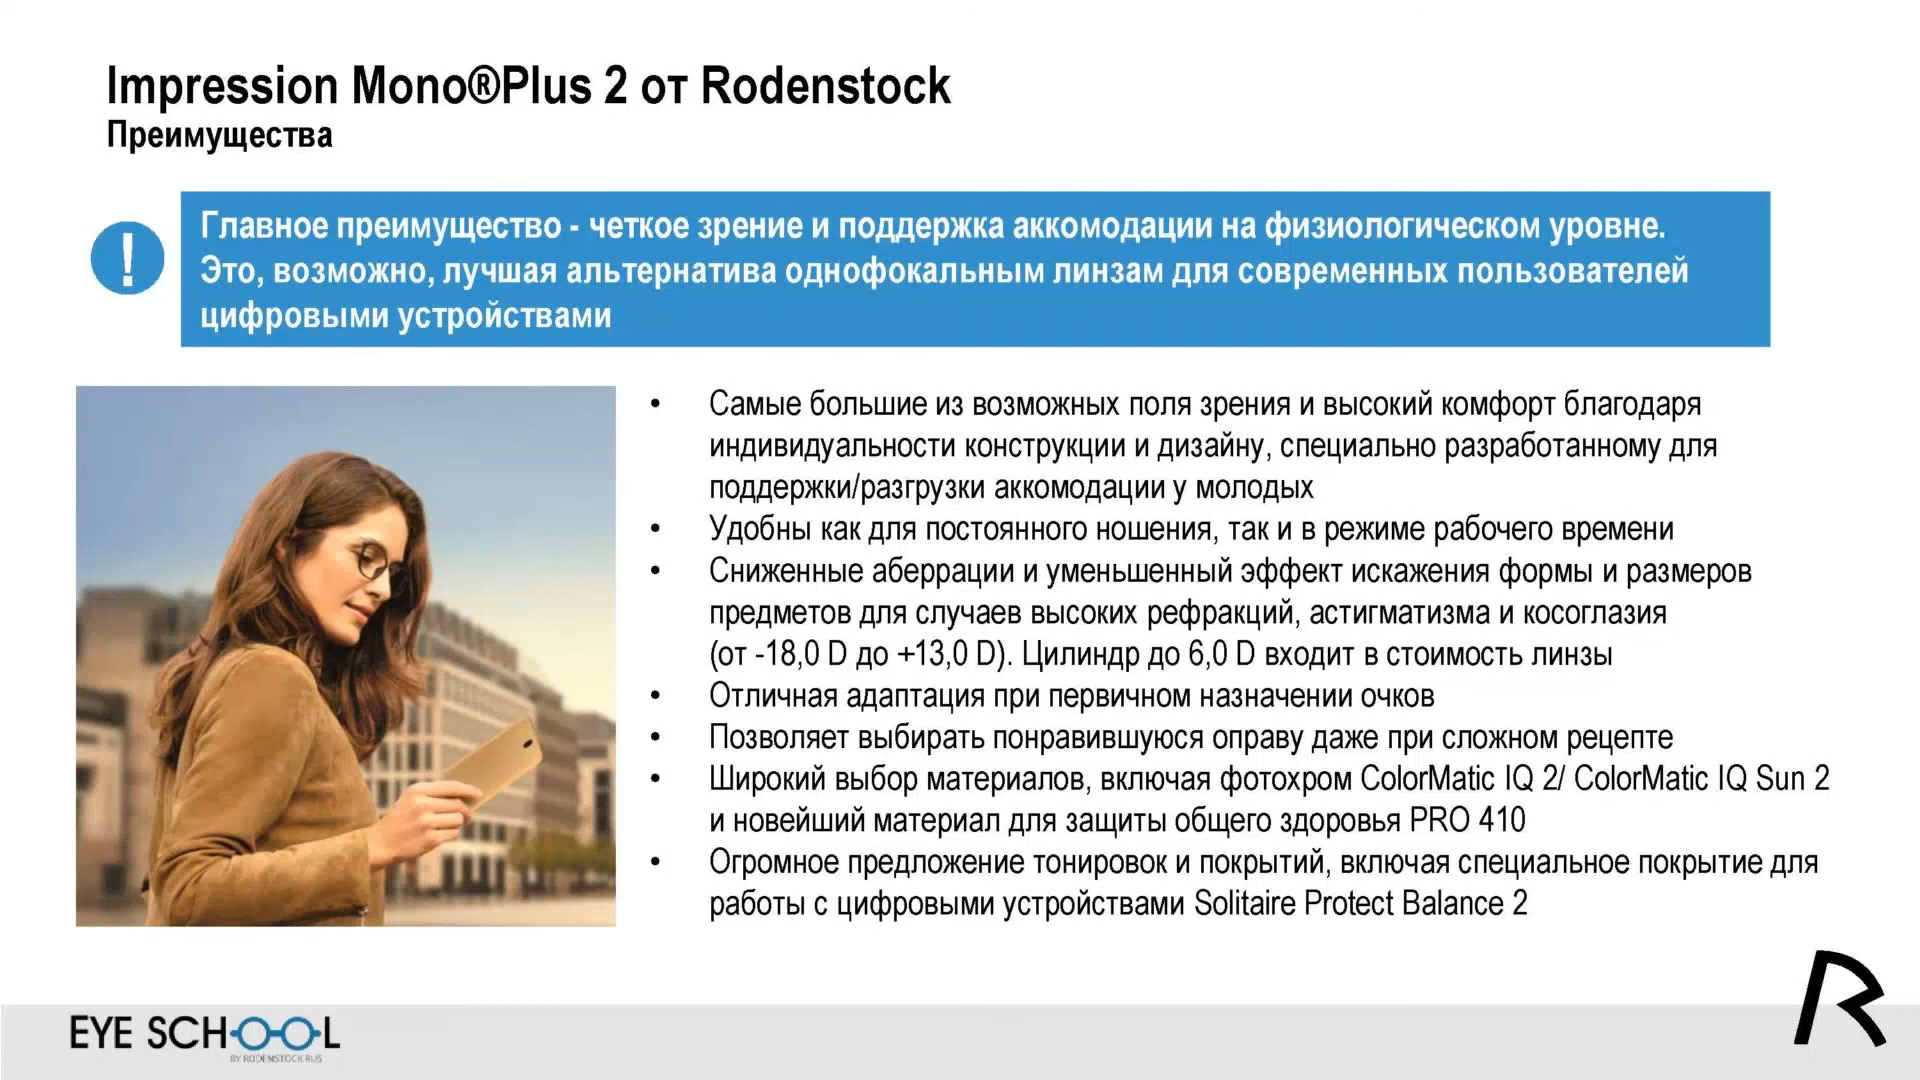 Impression Mono®Plus 2 от Rodenstock
Преимущества
! Главное преимущество - четкое зрение и поддержка аккомодации на физиологическом уровне.
Это, возможно, лучшая альтернатива однофокальным линзам для современных пользователей
цифровыми устройствами
• Самые большие из возможных поля зрения и высокий комфорт благодаря
индивидуальности конструкции и дизайну, специально разработанному для
поддержки/разгрузки аккомодации у молодых
• Удобны как для постоянного ношения, так и в режиме рабочего времени
• Сниженные аберрации и уменьшенный эффект искажения формы и размеров
предметов для случаев высоких рефракций, астигматизма и косоглазия
(от -18,0 D до +13,0 D). Цилиндр до 6,0 D входит в стоимость линзы
• Отличная адаптация при первичном назначении очков
• Позволяет выбирать понравившуюся оправу даже при сложном рецепте
• Широкий выбор материалов, включая фотохром ColorMatic IQ 2/ ColorMatic IQ Sun 2
и новейший материал для защиты общего здоровья PRO 410
• Огромное предложение тонировок и покрытий, включая специальное покрытие для
работы с цифровыми устройствами Solitaire Protect Balance 2
R
EYE SCHOOL
BY RODENSTOCK RUS